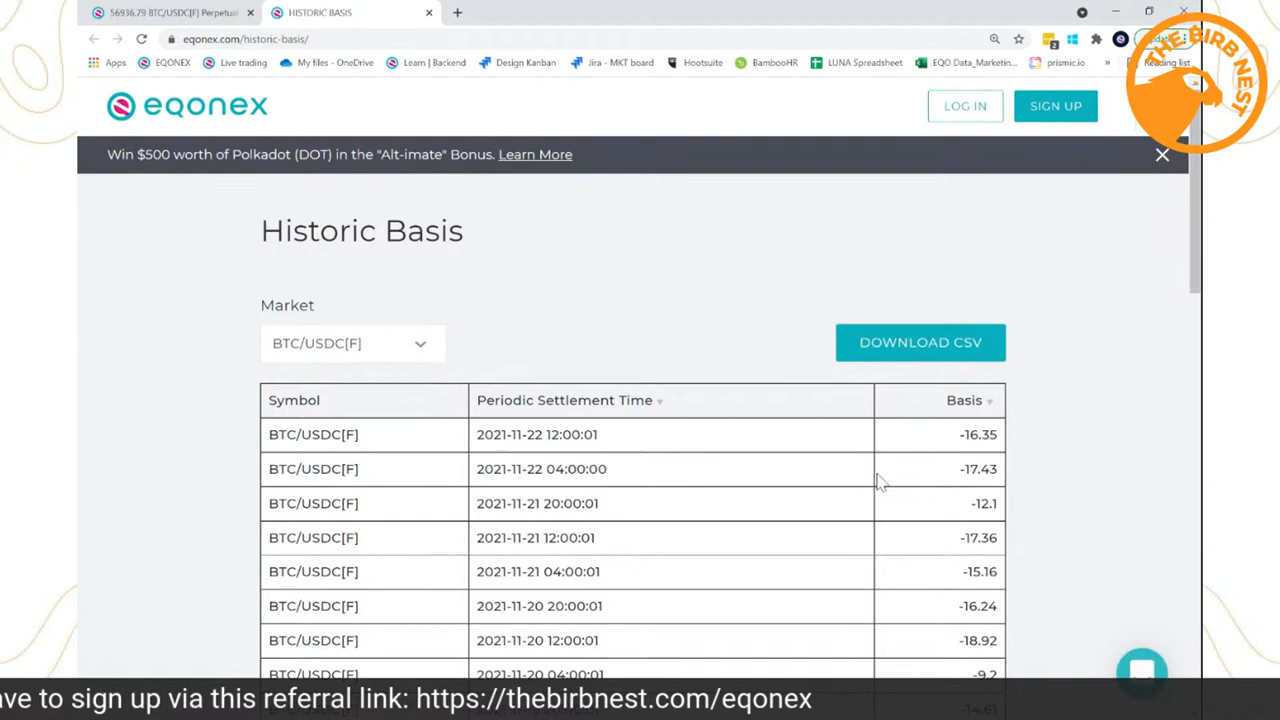 56936.79 BTC/USDC[F] Perpetual
HISTORIC BASIS
eqonex.com/historic-basis/
Apps
EQONEX
Live trading
My files - OneDrive
Learn | Backend
Design Kanban
Jira - MKT board
Hootsuite
BambooHR
LUNA Spreadsheet
EQO Data_Marketin...
prismic.io
»
Reading list
THE BIRB NEST
eqonex
LOG IN
SIGN UP
Win $500 worth of Polkadot (DOT) in the "Alt-imate" Bonus. Learn More
Historic Basis
Market
BTC/USDC[F]
DOWNLOAD CSV
Symbol Periodic Settlement Time Basis
BTC/USDC[F] 2021-11-22 12:00:01 -16.35
BTC/USDC[F] 2021-11-22 04:00:00 -17.43
BTC/USDC[F] 2021-11-21 20:00:01 -12.1
BTC/USDC[F] 2021-11-21 12:00:01 -17.36
BTC/USDC[F] 2021-11-21 04:00:01 -15.16
BTC/USDC[F] 2021-11-20 20:00:01 -16.24
BTC/USDC[F] 2021-11-20 12:00:01 -18.92
BTC/USDC[F] 2021-11-20 04:00:01 -9.2
-14.61
ave to sign up via this referral link: https://thebirbnest.com/eqonex